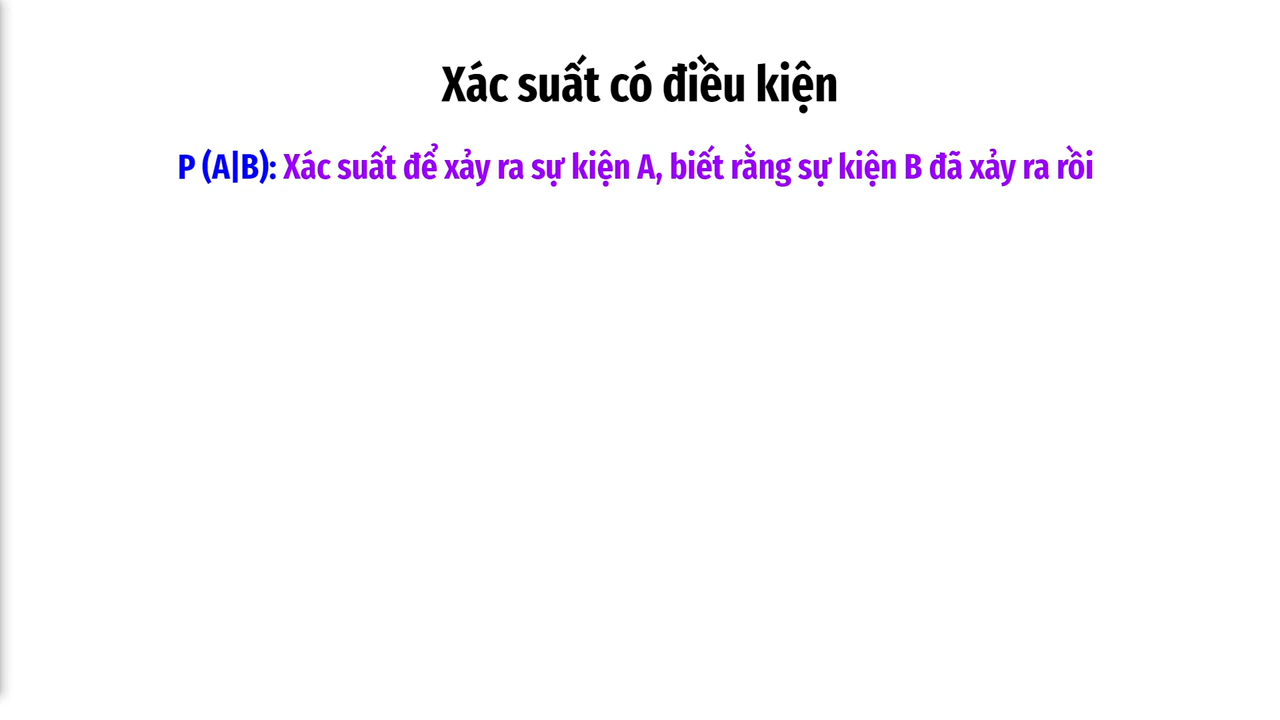 Xác suất có điều kiện
P (A|B): Xác suất để xảy ra sự kiện A, biết rằng sự kiện B đã xảy ra rồi